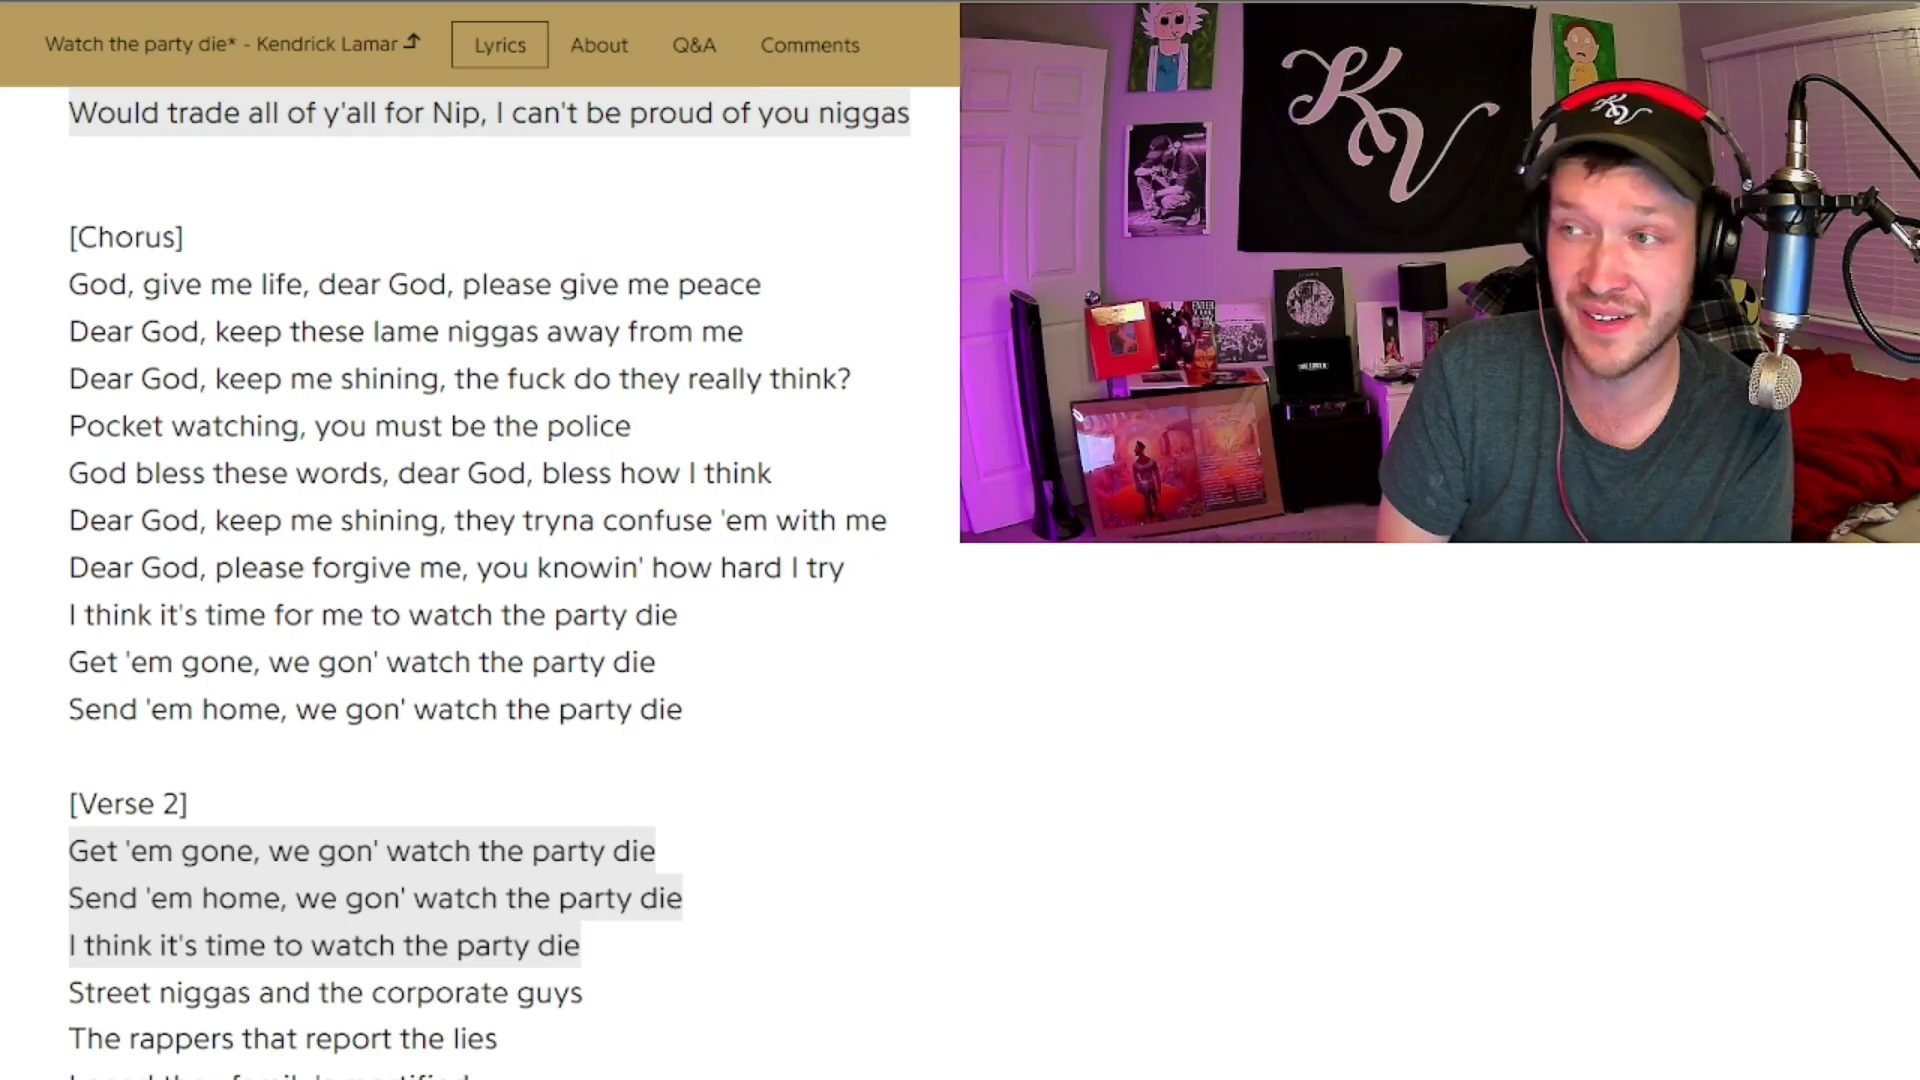 Watch the party die* - Kendrick Lamar
Lyrics
About
Q&A
Comments
Would trade all of y'all for Nip, I can't be proud of you niggas
[Chorus]
God, give me life, dear God, please give me peace
Dear God, keep these lame niggas away from me
Dear God, keep me shining, the fuck do they really think?
Pocket watching, you must be the police
God bless these words, dear God, bless how I think
Dear God, keep me shining, they tryna confuse 'em with me
Dear God, please forgive me, you knowin' how hard I try
I think it's time for me to watch the party die
Get 'em gone, we gon' watch the party die
Send 'em home, we gon' watch the party die
[Verse 2]
Get 'em gone, we gon' watch the party die
Send 'em home, we gon' watch the party die
I think it's time to watch the party die
Street niggas and the corporate guys
The rappers that report the lies
KV
KV